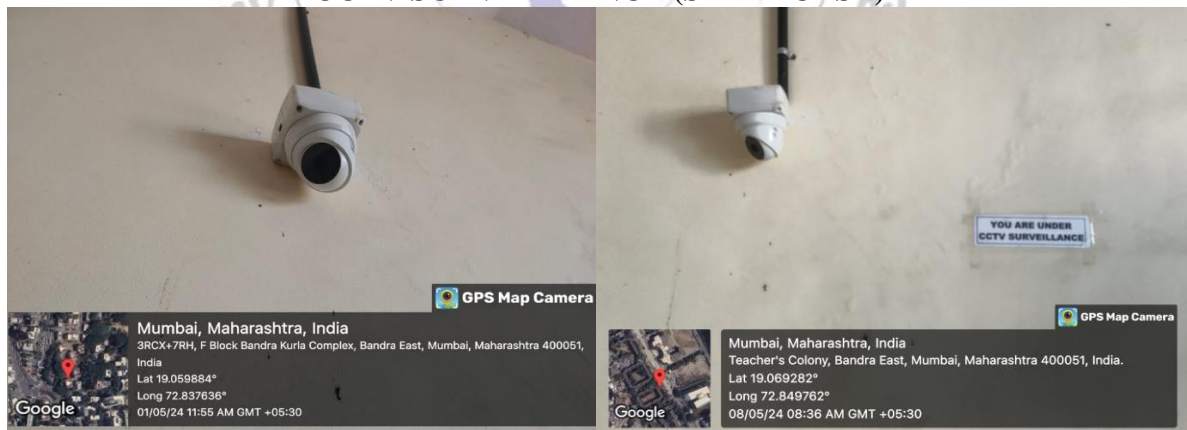 GPS Map Camera
Mumbai, Maharashtra, India
3RCX+7RH, F Block Bandra Kurla Complex, Bandra East, Mumbai, Maharashtra 400051,
India
Lat 19.059884°
Long 72.837636°
01/05/24 11:55 AM GMT +05:30
Google
YOU ARE UNDER
CCTV SURVEILLANCE
GPS Map Camera
Mumbai, Maharashtra, India
Teacher's Colony, Bandra East, Mumbai, Maharashtra 400051, India.
Lat 19.069282°
Long 72.849762°
08/05/24 08:36 AM GMT +05:30
Google